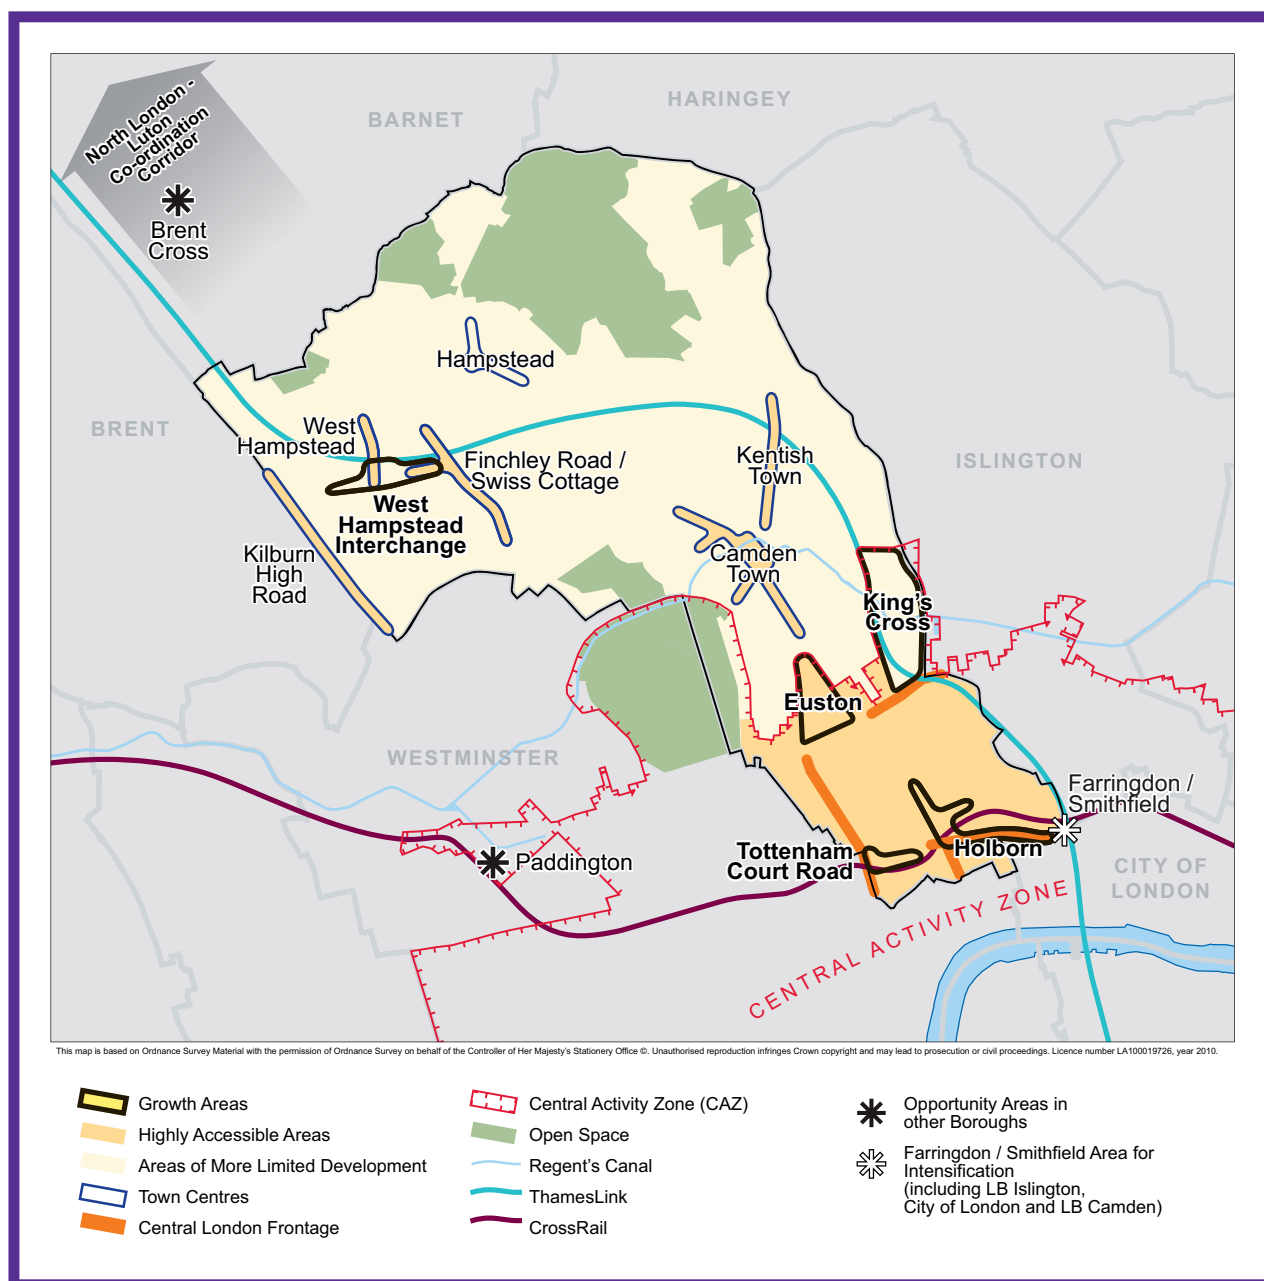 North London -
Luton
Co-ordination
Corridor
Brent
Cross
BARNET
HARINGEY
BRENT
ISLINGTON
Hampstead
West
Hampstead
Finchley Road /
Swiss Cottage
West
Hampstead
Interchange
Kilburn
High
Road
Kentish
Town
Camden
Town
King's
Cross
Euston
WESTMINSTER
Farringdon /
Smithfield
Paddington
Tottenham
Court Road
Holborn
CITY OF
LONDON
CENTRAL ACTIVITY ZONE
This map is based on Ordnance Survey Material with the permission of Ordnance Survey on behalf of the Controller of Her Majesty's Stationery Office ©. Unauthorised reproduction infringes Crown copyright and may lead to prosecution or civil proceedings. Licence number LA100019726, year 2010.
Growth Areas
Highly Accessible Areas
Areas of More Limited Development
Town Centres
Central London Frontage
Central Activity Zone (CAZ)
Open Space
Regent's Canal
ThamesLink
CrossRail
Opportunity Areas in
other Boroughs
Farringdon / Smithfield Area for
Intensification
(including LB Islington,
City of London and LB Camden)